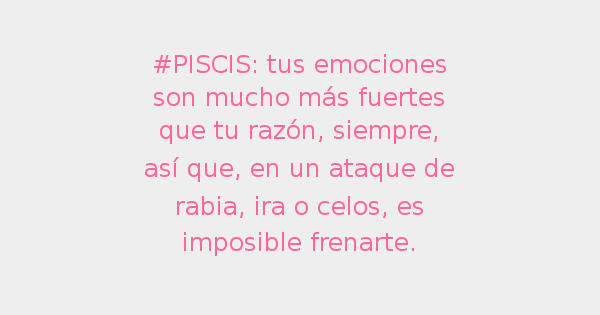 #PISCIS: tus emociones
son mucho más fuertes
que tu razón, siempre,
así que, en un ataque de
rabia, ira o celos, es
imposible frenarte.